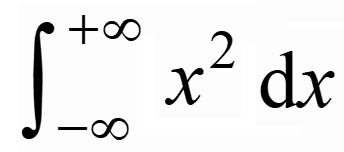 ∫_{−∞}^{+∞} x² dx